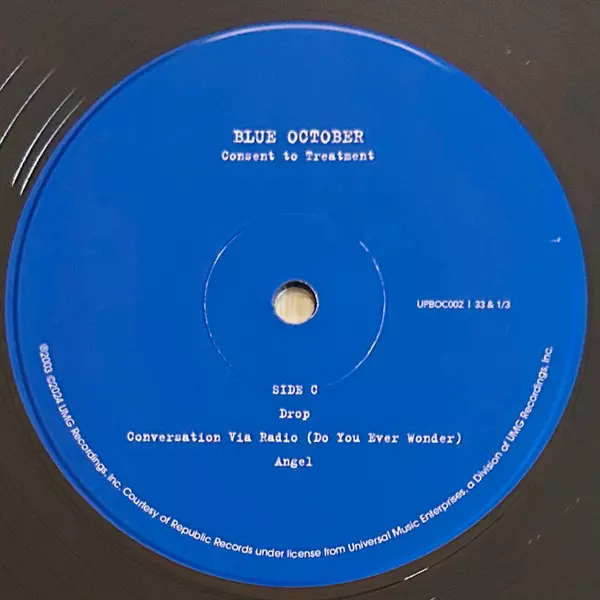 BLUE OCTOBER
Consent to Treatment
UPBOC002 | 33 & 1/3
SIDE C
Drop
Conversation Via Radio (Do You Ever Wonder)
Angel
℗2003 ©2024 UMG Recordings, Inc. Courtesy of Republic Records under license from Universal Music Enterprises, a Division of UMG Recordings, Inc.